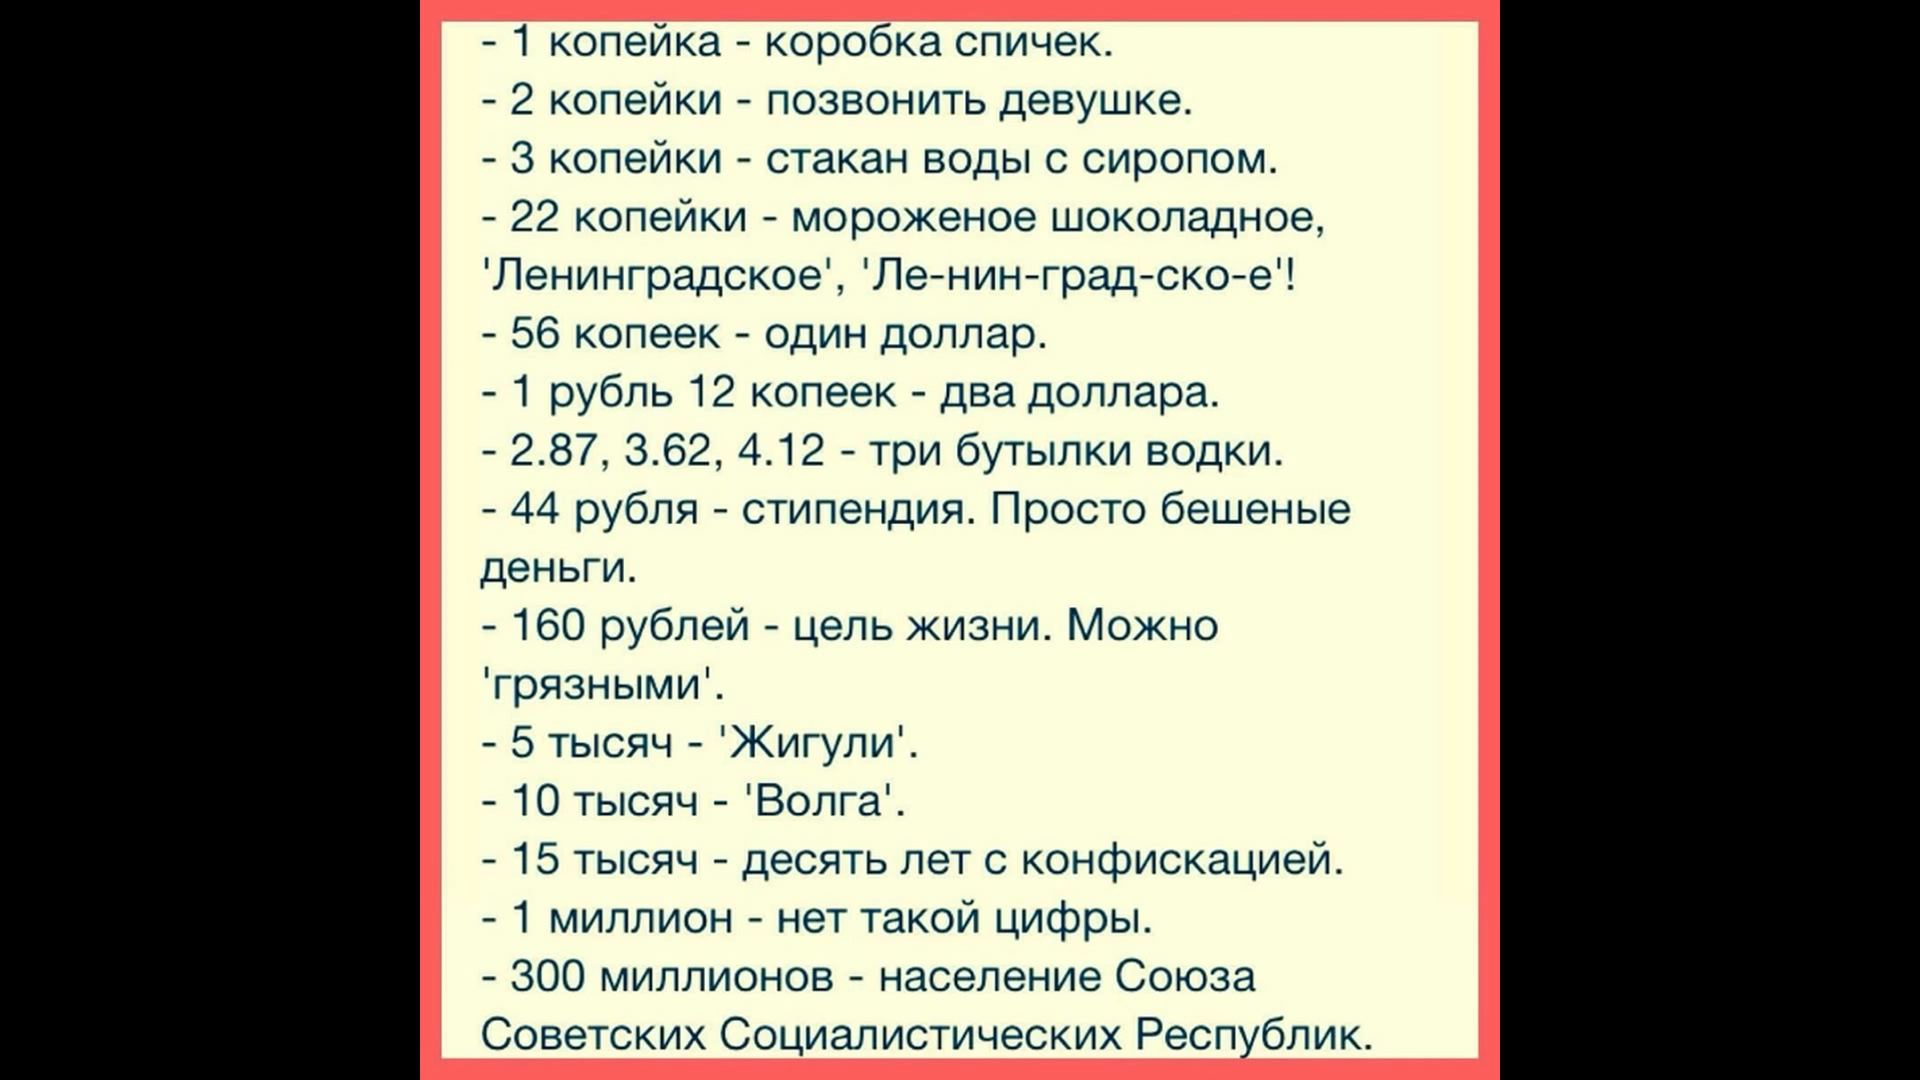 - 1 копейка - коробка спичек.
- 2 копейки - позвонить девушке.
- 3 копейки - стакан воды с сиропом.
- 22 копейки - мороженое шоколадное,
'Ленинградское', 'Ле-нин-град-ско-е'!
- 56 копеек - один доллар.
- 1 рубль 12 копеек - два доллара.
- 2.87, 3.62, 4.12 - три бутылки водки.
- 44 рубля - стипендия. Просто бешеные
деньги.
- 160 рублей - цель жизни. Можно
'грязными'.
- 5 тысяч - 'Жигули'.
- 10 тысяч - 'Волга'.
- 15 тысяч - десять лет с конфискацией.
- 1 миллион - нет такой цифры.
- 300 миллионов - население Союза
Советских Социалистических Республик.